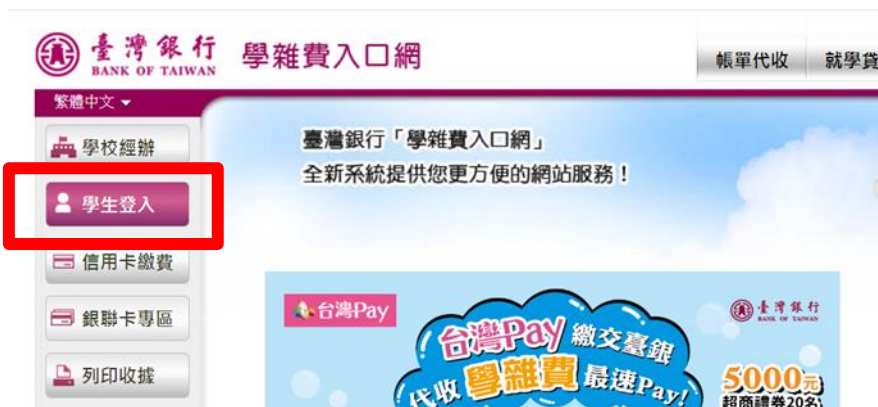 臺灣銀行
BANK OF TAIWAN
學雜費入口網
帳單代收
就學貸
繁體中文
學校經辦
臺灣銀行「學雜費入口網」
全新系統提供您更方便的網站服務！
學生登入
信用卡繳費
銀聯卡專區
列印收據
台灣Pay
臺灣銀行
BANK OF TAIWAN
台灣Pay 繳交臺銀
代收 學雜費 最速Pay!
5000元
超商禮券20名